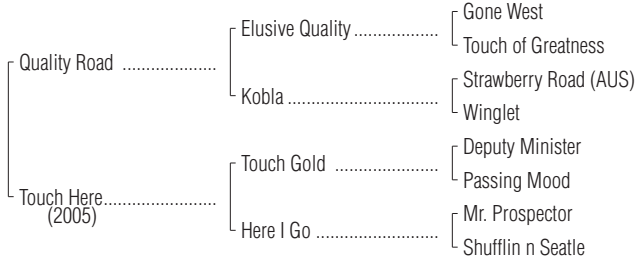 Gone West
Elusive Quality ..................
Touch of Greatness
Quality Road ....................
Strawberry Road (AUS)
Kobla ................................
Winglet
Deputy Minister
Touch Gold ......................
Passing Mood
Touch Here........................
(2005)
Mr. Prospector
Here I Go ..........................
Shufflin n Seatle